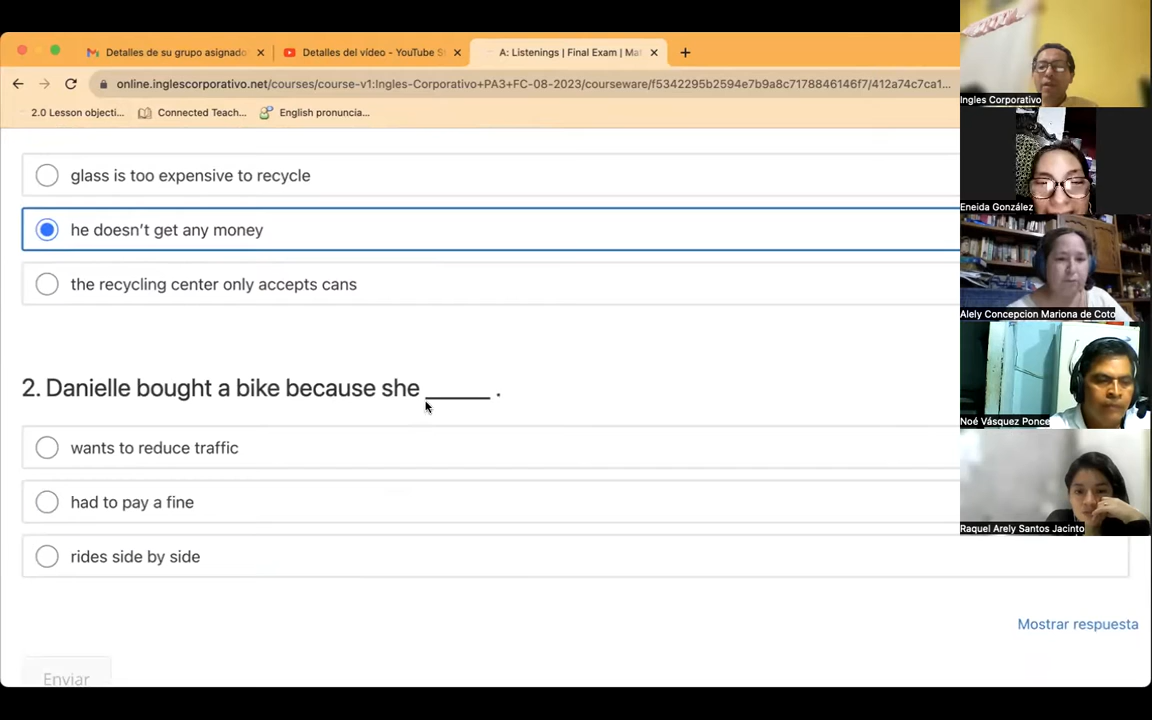 Detalles de su grupo asignado
Detalles del vídeo - YouTube S
A: Listenings | Final Exam | Ma
online.inglescorporativo.net/courses/course-v1:Ingles-Corporativo+PA3+FC-08-2023/courseware/f5342295b2594e7b9a8c7178846146f7/412a74c7ca1...
2.0 Lesson objecti...
Connected Teach...
English pronuncia...
glass is too expensive to recycle
he doesn't get any money
the recycling center only accepts cans
2. Danielle bought a bike because she ______ .
wants to reduce traffic
had to pay a fine
rides side by side
Mostrar respuesta
Enviar
Ingles Corporativo
Eneida González
Alely Concepcion Mariona de Coto
Noé Vásquez Ponce
Raquel Arely Santos Jacinto